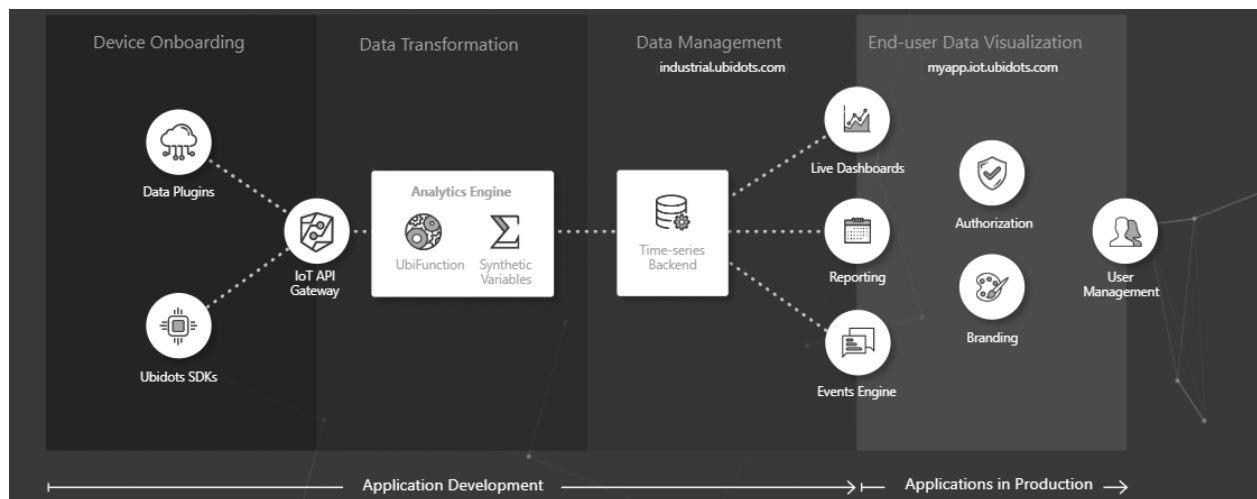 Device Onboarding
Data Transformation
Data Management
End-user Data Visualization
industrial.ubidots.com
myapp.iot.ubidots.com
Data Plugins
IoT API
Gateway
Ubidots SDKs
Analytics Engine
UbiFunction
Synthetic
Variables
Time-series
Backend
Live Dashboards
Reporting
Events Engine
Authorization
Branding
User
Management
Application Development
Applications in Production